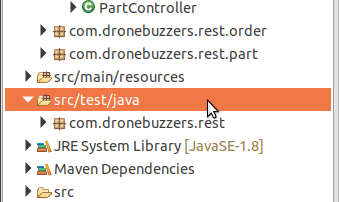 PartController
com.dronebuzzers.rest.order
com.dronebuzzers.rest.part
src/main/resources
src/test/java
com.dronebuzzers.rest
JRE System Library [JavaSE-1.8]
Maven Dependencies
src